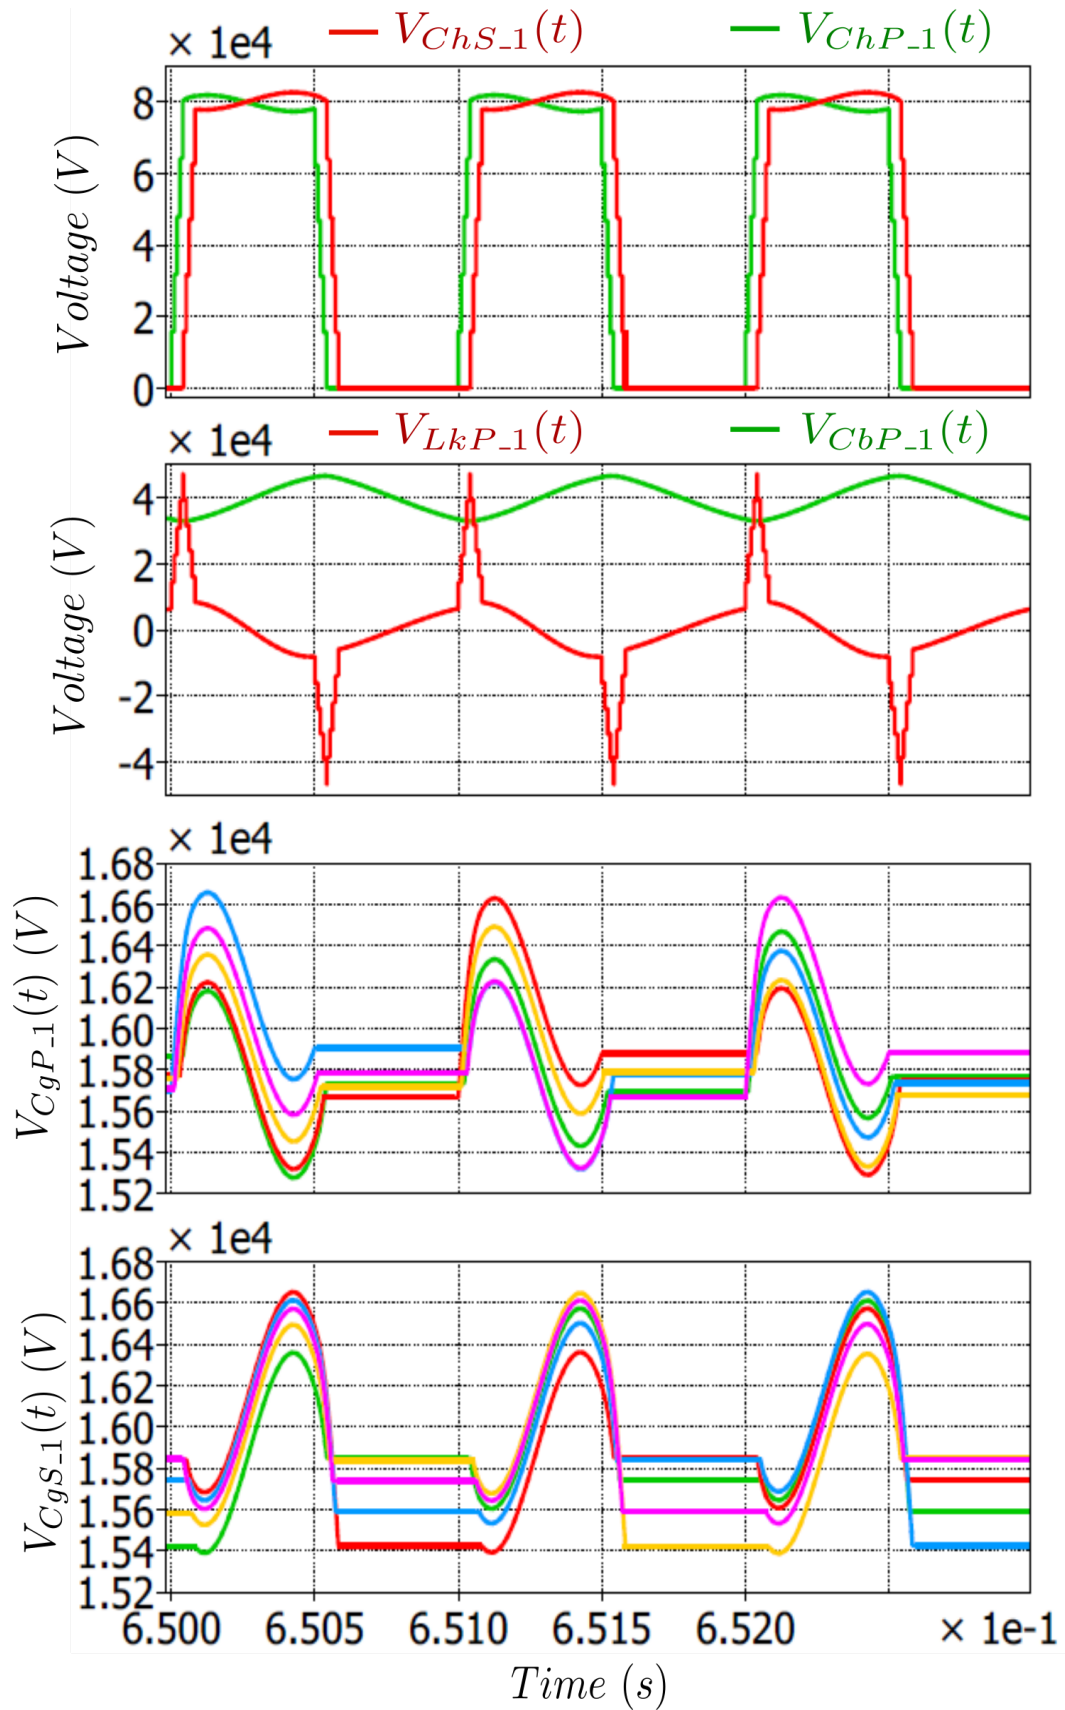 × 1e4
V_{ChS_1}(t) V_{ChP_1}(t)
Voltage (V)
8
6
4
2
0
× 1e4
V_{LkP_1}(t) V_{CbP_1}(t)
Voltage (V)
4
2
0
-2
-4
× 1e4
V_{CgP_1}(t) (V)
1.68
1.66
1.64
1.62
1.60
1.58
1.56
1.54
1.52
× 1e4
V_{CgS_1}(t) (V)
1.68
1.66
1.64
1.62
1.60
1.58
1.56
1.54
1.52
6.500 6.505 6.510 6.515 6.520 × 1e-1
Time (s)